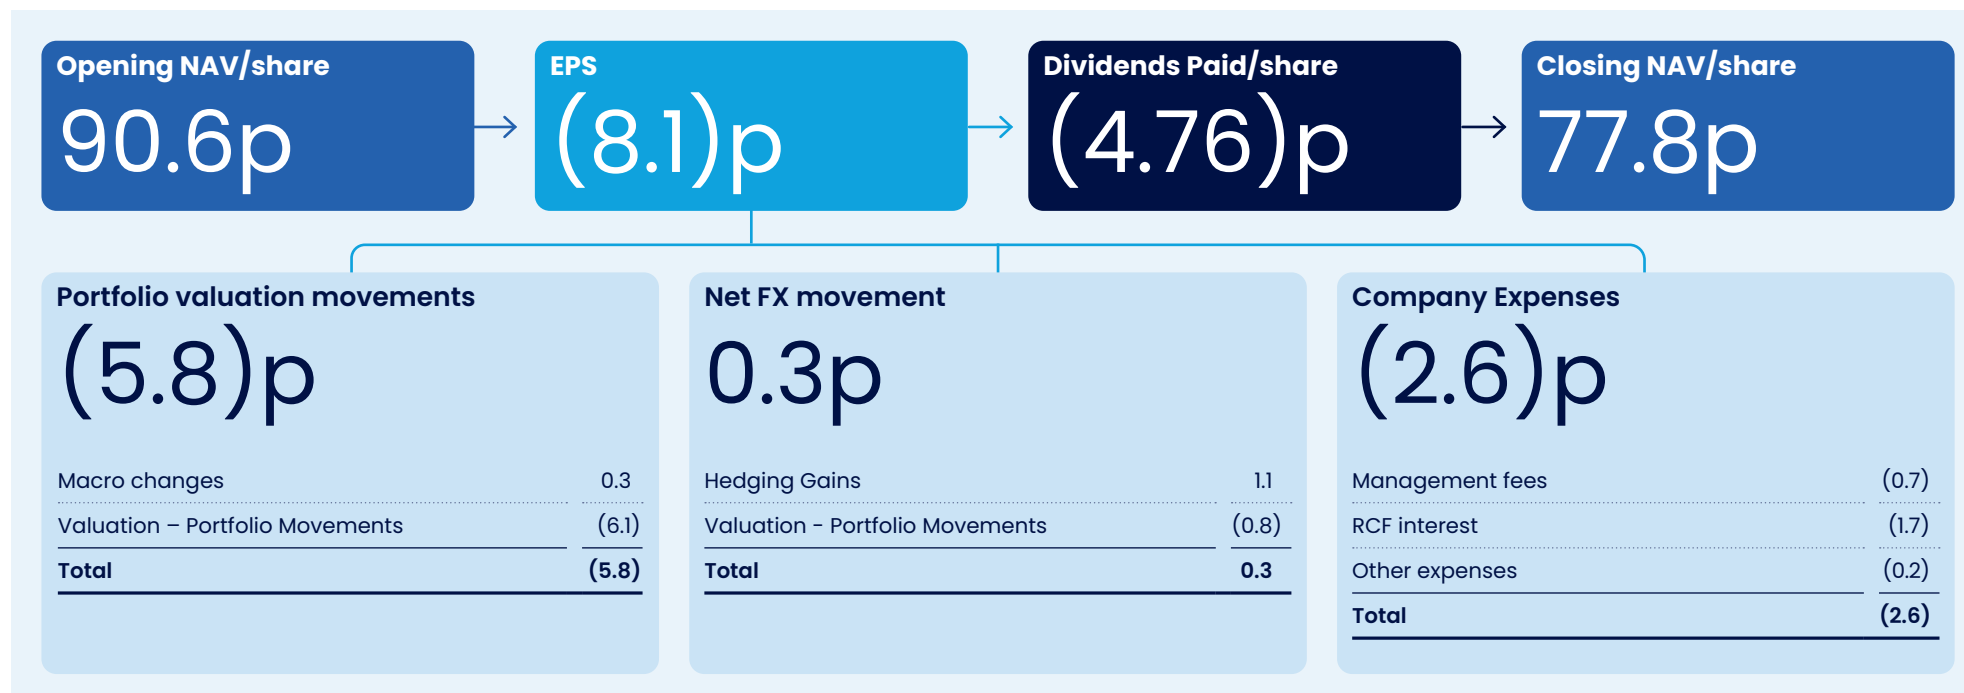 Opening NAV/share
90.6p
EPS
(8.1)p
Dividends Paid/share
(4.76)p
Closing NAV/share
77.8p
Portfolio valuation movements
(5.8)p
Macro changes 0.3
Valuation – Portfolio Movements (6.1)
Total (5.8)
Net FX movement
0.3p
Hedging Gains 1.1
Valuation - Portfolio Movements (0.8)
Total 0.3
Company Expenses
(2.6)p
Management fees (0.7)
RCF interest (1.7)
Other expenses (0.2)
Total (2.6)